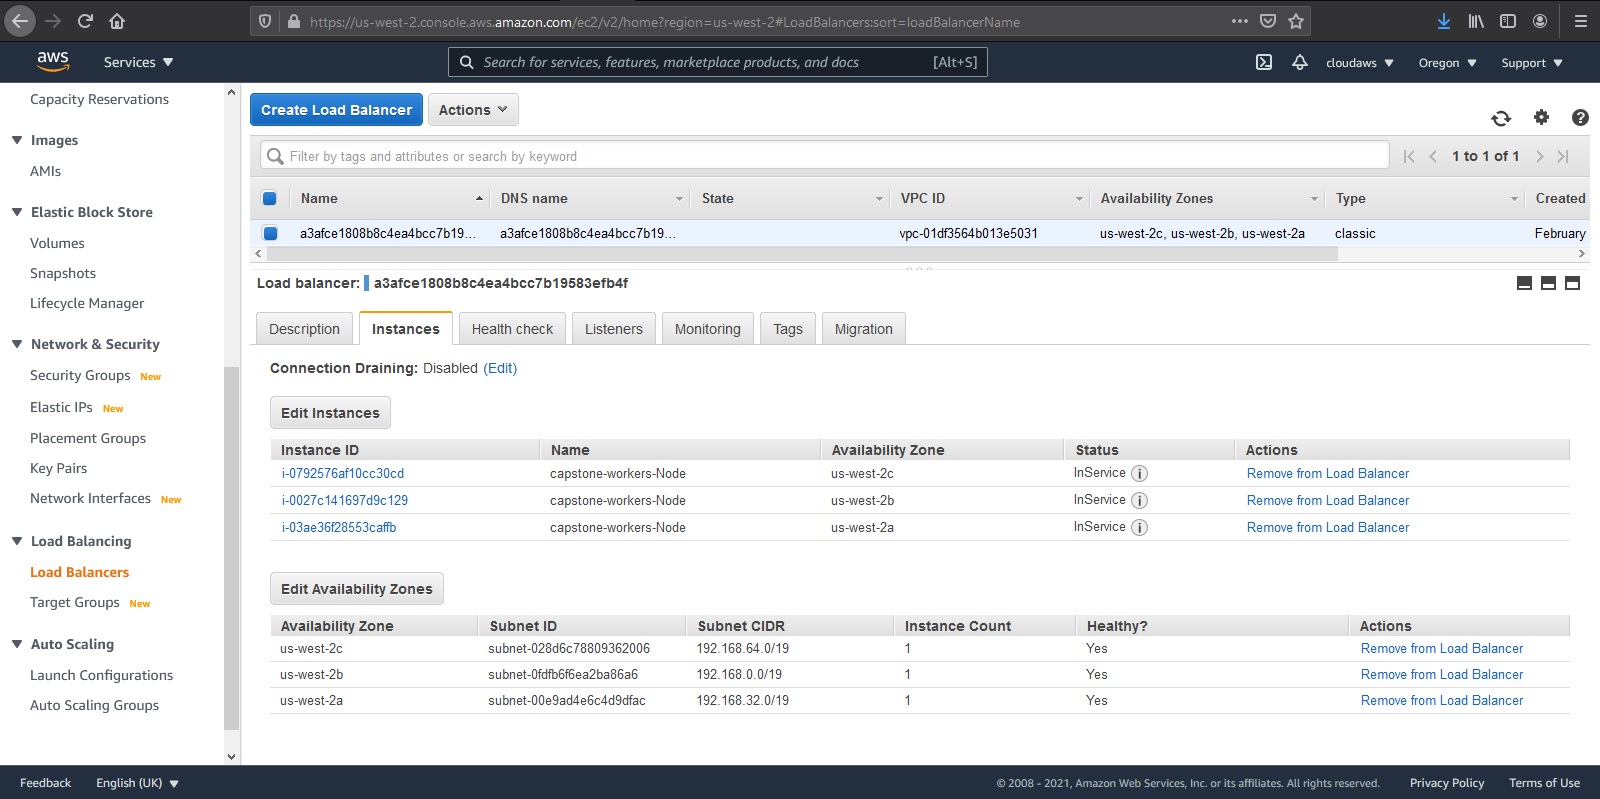 https://us-west-2.console.aws.amazon.com/ec2/v2/home?region=us-west-2#LoadBalancers:sort=loadBalancerName
aws Services Search for services, features, marketplace products, and docs [Alt+S] cloudaws Oregon Support
Capacity Reservations
Images
AMIs
Elastic Block Store
Volumes
Snapshots
Lifecycle Manager
Network & Security
Security Groups New
Elastic IPs New
Placement Groups
Key Pairs
Network Interfaces New
Load Balancing
Load Balancers
Target Groups New
Auto Scaling
Launch Configurations
Auto Scaling Groups
Create Load Balancer Actions
Filter by tags and attributes or search by keyword 1 to 1 of 1
Name DNS name State VPC ID Availability Zones Type Created
a3afce1808b8c4ea4bcc7b19... a3afce1808b8c4ea4bcc7b19... vpc-01df3564b013e5031 us-west-2c, us-west-2b, us-west-2a classic February
Load balancer: a3afce1808b8c4ea4bcc7b19583efb4f
Description Instances Health check Listeners Monitoring Tags Migration
Connection Draining: Disabled (Edit)
Edit Instances
Instance ID Name Availability Zone Status Actions
i-0792576af10cc30cd capstone-workers-Node us-west-2c InService Remove from Load Balancer
i-0027c141697d9c129 capstone-workers-Node us-west-2b InService Remove from Load Balancer
i-03ae36f28553caffb capstone-workers-Node us-west-2a InService Remove from Load Balancer
Edit Availability Zones
Availability Zone Subnet ID Subnet CIDR Instance Count Healthy? Actions
us-west-2c subnet-028d6c78809362006 192.168.64.0/19 1 Yes Remove from Load Balancer
us-west-2b subnet-0fdfb6f6ea2ba86a6 192.168.0.0/19 1 Yes Remove from Load Balancer
us-west-2a subnet-00e9ad4e6c4d9dfac 192.168.32.0/19 1 Yes Remove from Load Balancer
Feedback English (UK) © 2008 - 2021, Amazon Web Services, Inc. or its affiliates. All rights reserved. Privacy Policy Terms of Use